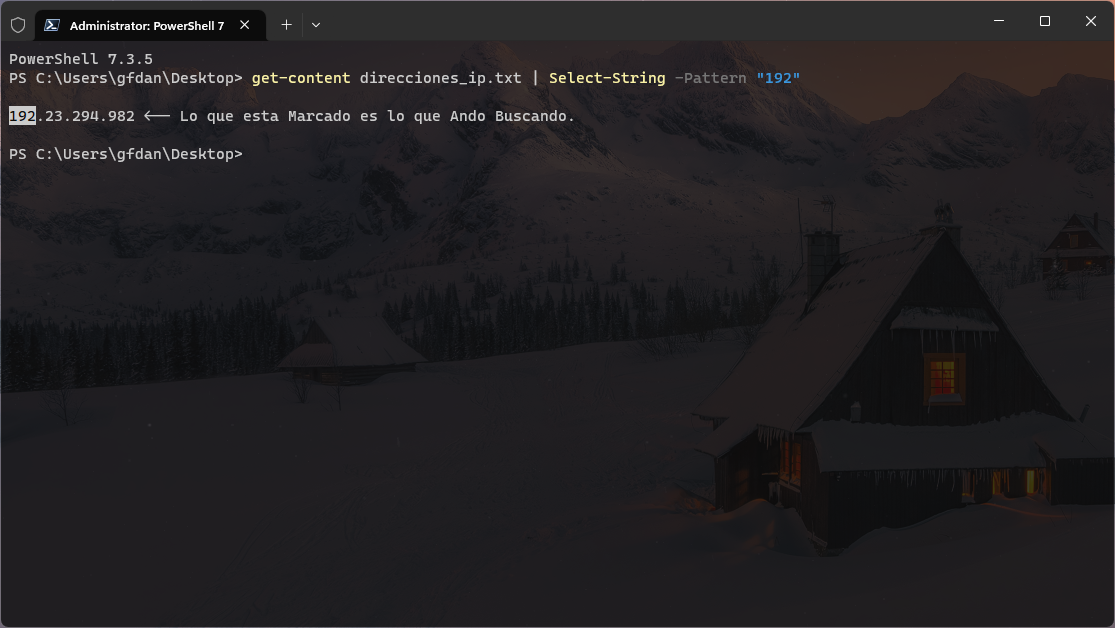 Administrator: PowerShell 7
PowerShell 7.3.5
PS C:\Users\gfdan\Desktop> get-content direcciones_ip.txt | Select-String -Pattern "192"
192.23.294.982 <-- Lo que esta Marcado es lo que Ando Buscando.
PS C:\Users\gfdan\Desktop>